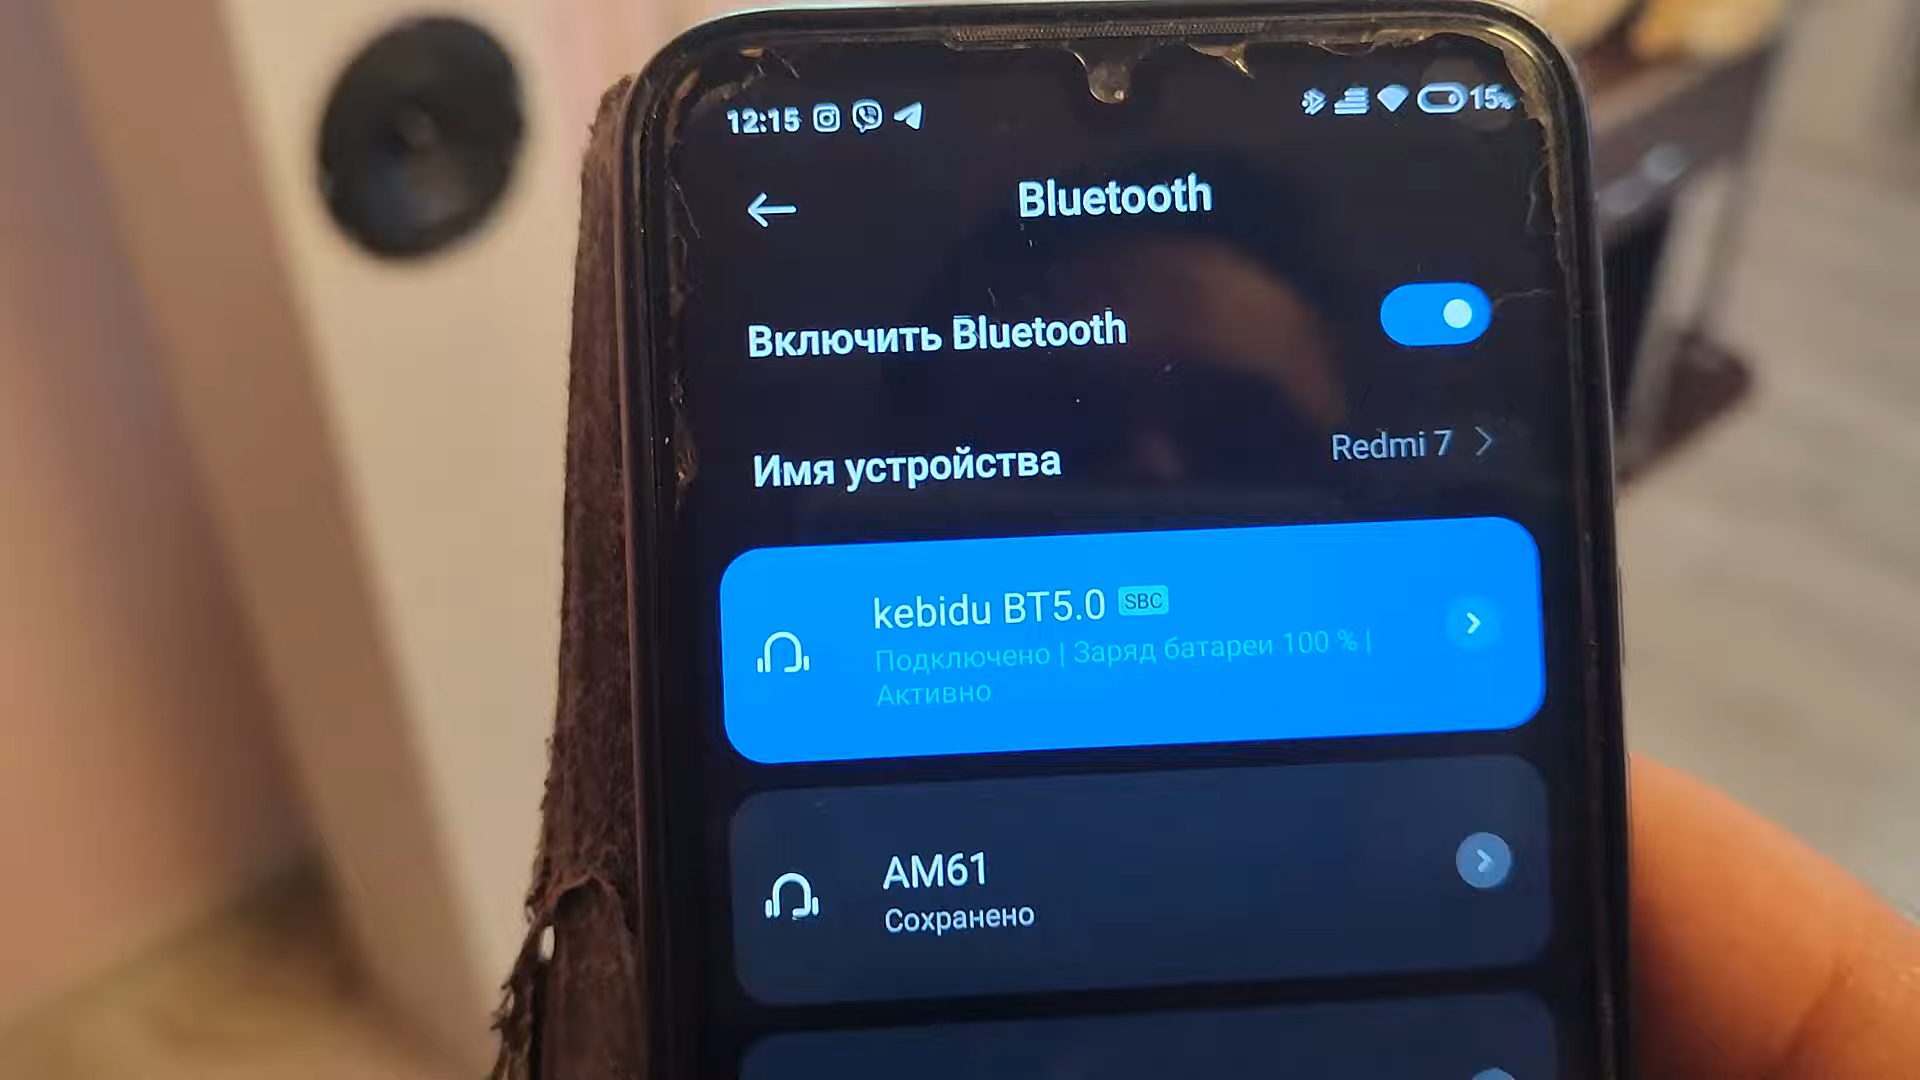 12:15 15%
Bluetooth
Включить Bluetooth
Имя устройства Redmi 7
kebidu BT5.0 SBC
Подключено | Заряд батареи 100 % |
Активно
AM61
Сохранено